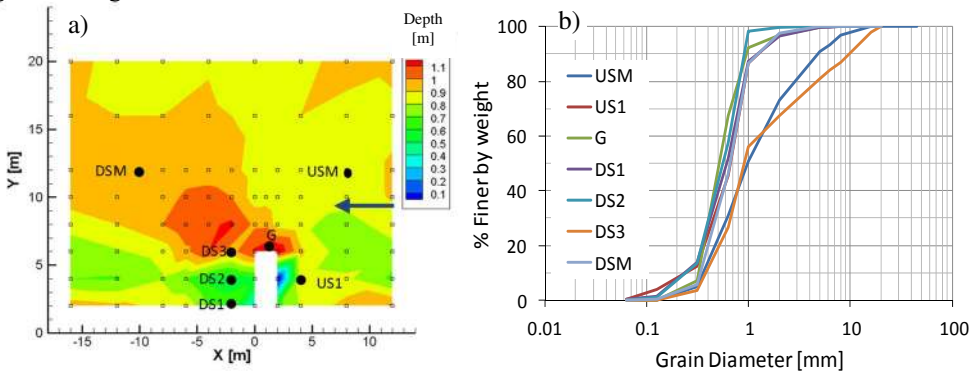 a)
Depth
[m]
1.1
1
0.9
0.8
0.7
0.6
0.5
0.4
0.3
0.2
0.1
20
15
10
5
0
Y [m]
DSM
USM
G
DS3
DS2
US1
DS1
-15 -10 -5 0 5 10
X [m]
b)
100
80
60
40
20
0
% Finer by weight
USM
US1
G
DS1
DS2
DS3
DSM
0.01 0.1 1 10 100
Grain Diameter [mm]